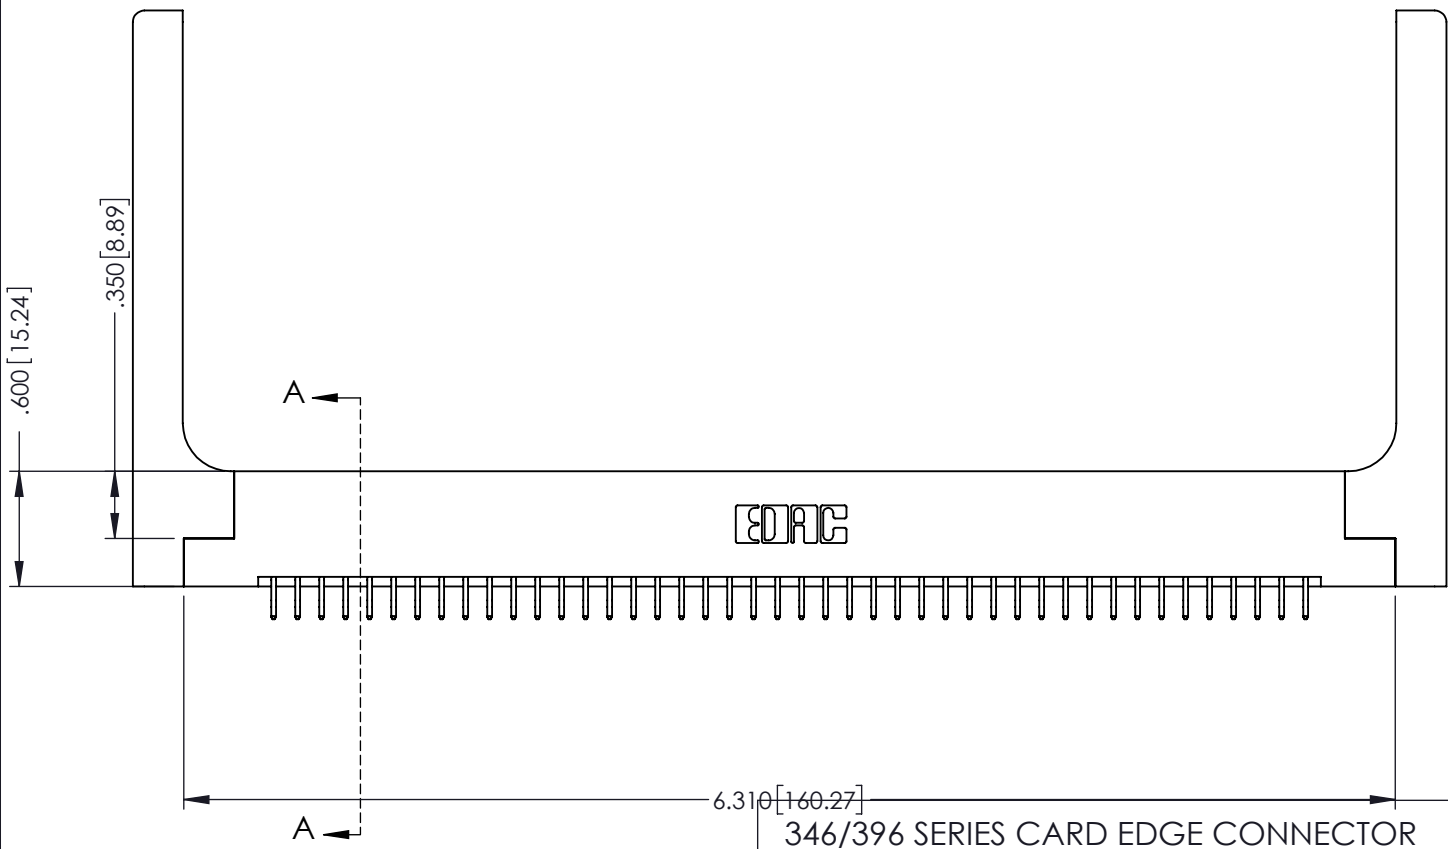 .350 [8.89]
.600 [15.24]
A
EDAC
6.310 [160.27]
A
346/396 SERIES CARD EDGE CONNECTOR